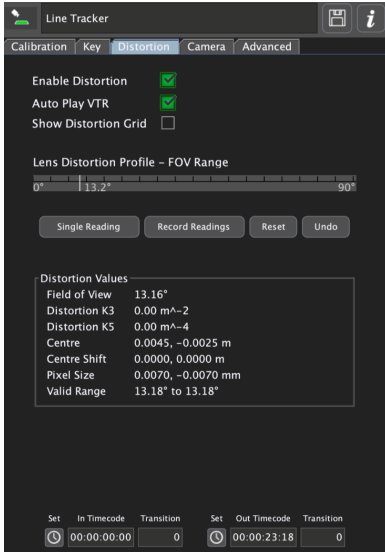 Line Tracker
i
Calibration Key Distortion Camera Advanced
Enable Distortion
Auto Play VTR
Show Distortion Grid
Lens Distortion Profile – FOV Range
0° 13.2° 90°
Single Reading Record Readings Reset Undo
Distortion Values
Field of View 13.16°
Distortion K3 0.00 m^-2
Distortion K5 0.00 m^-4
Centre 0.0045, -0.0025 m
Centre Shift 0.0000, 0.0000 m
Pixel Size 0.0070, -0.0070 mm
Valid Range 13.18° to 13.18°
Set In Timecode Transition Set Out Timecode Transition
00:00:00:00 0 00:00:23:18 0